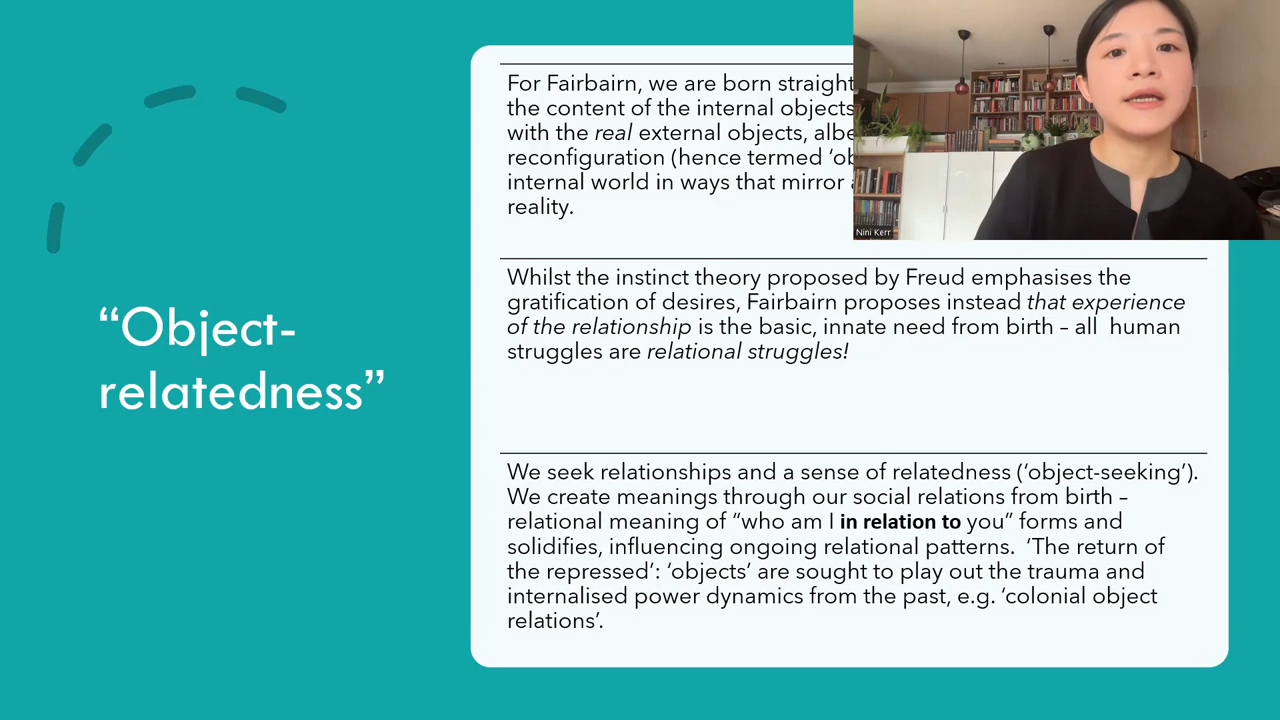 “Object-
relatedness”
For Fairbairn, we are born straight
the content of the internal objects
with the real external objects, albe
reconfiguration (hence termed ‘ob
internal world in ways that mirror
reality.
Whilst the instinct theory proposed by Freud emphasises the
gratification of desires, Fairbairn proposes instead that experience
of the relationship is the basic, innate need from birth – all human
struggles are relational struggles!
We seek relationships and a sense of relatedness (‘object-seeking’).
We create meanings through our social relations from birth –
relational meaning of “who am I in relation to you” forms and
solidifies, influencing ongoing relational patterns. ‘The return of
the repressed’: ‘objects’ are sought to play out the trauma and
internalised power dynamics from the past, e.g. ‘colonial object
relations’.
Nini Kerr